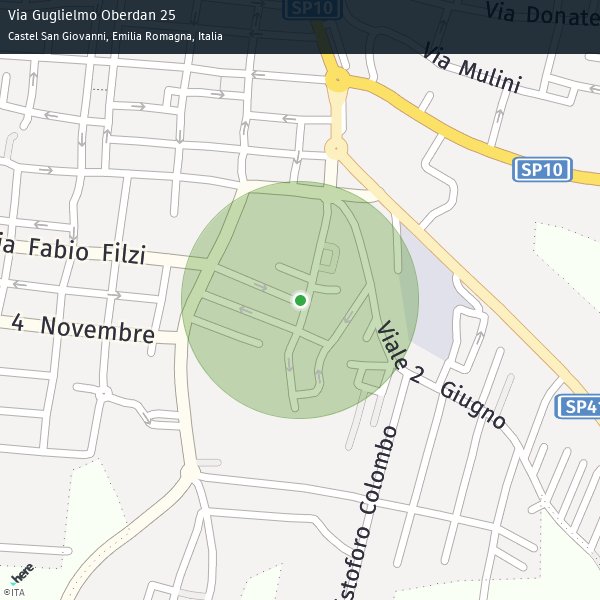 Via Guglielmo Oberdan 25
Castel San Giovanni, Emilia Romagna, Italia
SP10
Via Donate
Via Mulini
SP10
ia Fabio Filzi
4 Novembre
Viale 2 Giugno
SP41
stoforo Colombo
here
©ITA